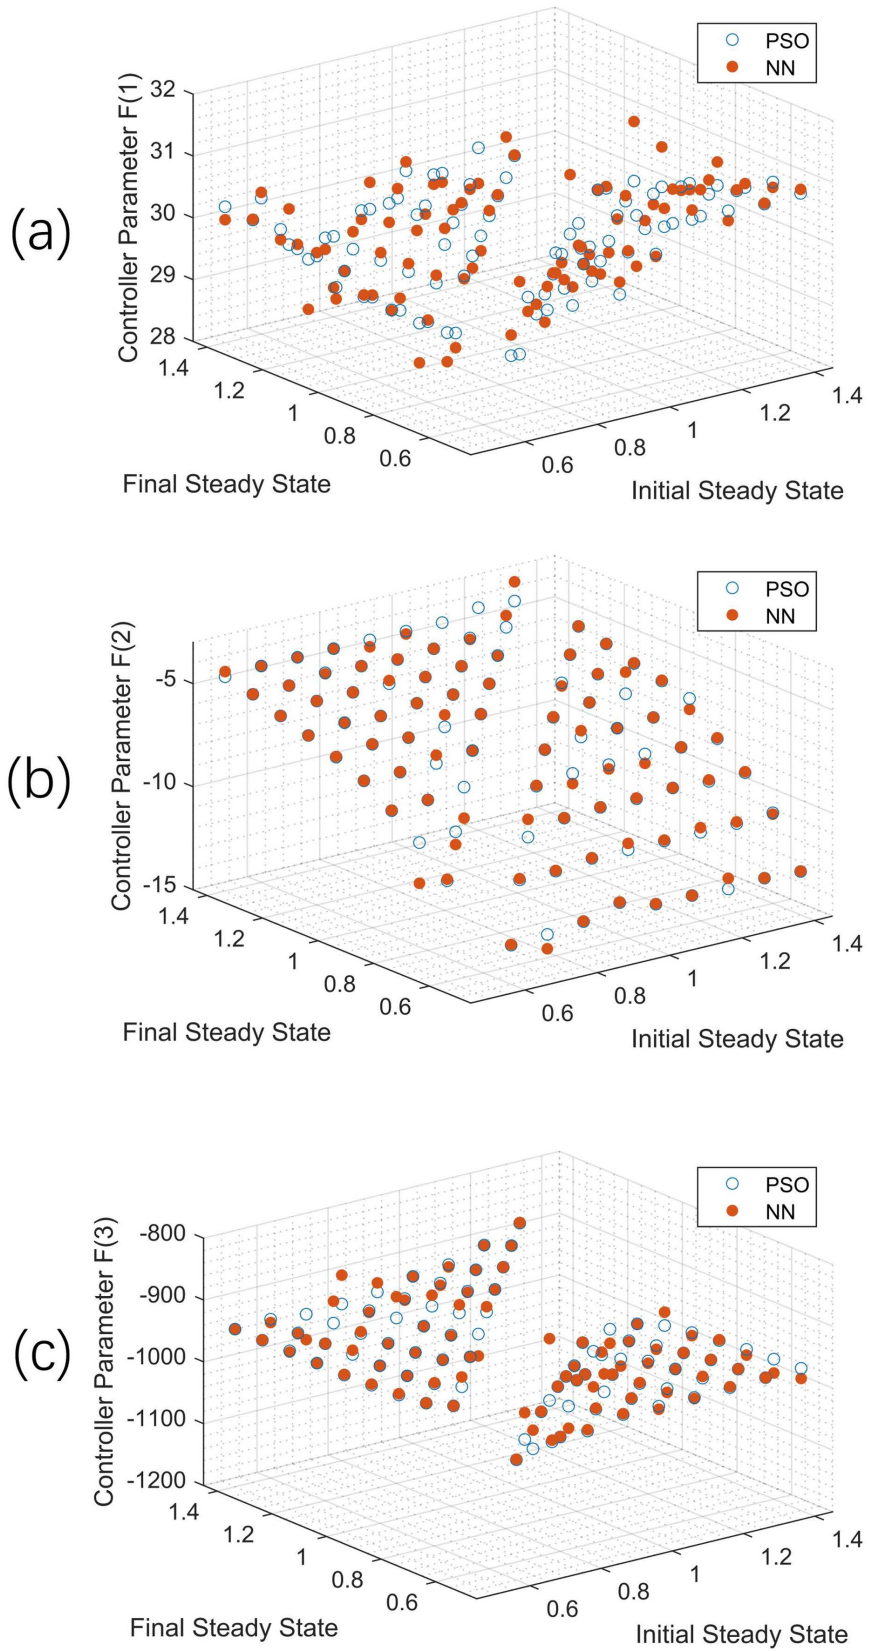 (a)
PSO
NN
Controller Parameter F(1)
32
31
30
29
28
1.4
1.2
1
0.8
0.6
Final Steady State
0.6
0.8
1
1.2
1.4
Initial Steady State
(b)
PSO
NN
Controller Parameter F(2)
-5
-10
-15
1.4
1.2
1
0.8
0.6
Final Steady State
0.6
0.8
1
1.2
1.4
Initial Steady State
(c)
PSO
NN
Controller Parameter F(3)
-800
-900
-1000
-1100
-1200
1.4
1.2
1
0.8
0.6
Final Steady State
0.6
0.8
1
1.2
1.4
Initial Steady State